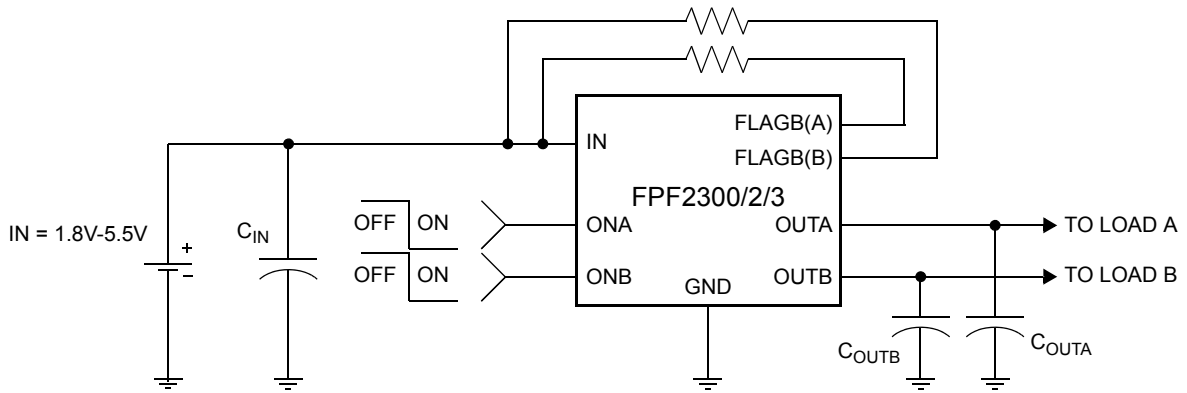 FLAGB(A)
IN
FLAGB(B)
FPF2300/2/3
OFF ON
ONA
OUTA
TO LOAD A
IN = 1.8V-5.5V
+
–
CIN
OFF ON
ONB
OUTB
TO LOAD B
GND
COUTB
COUTA